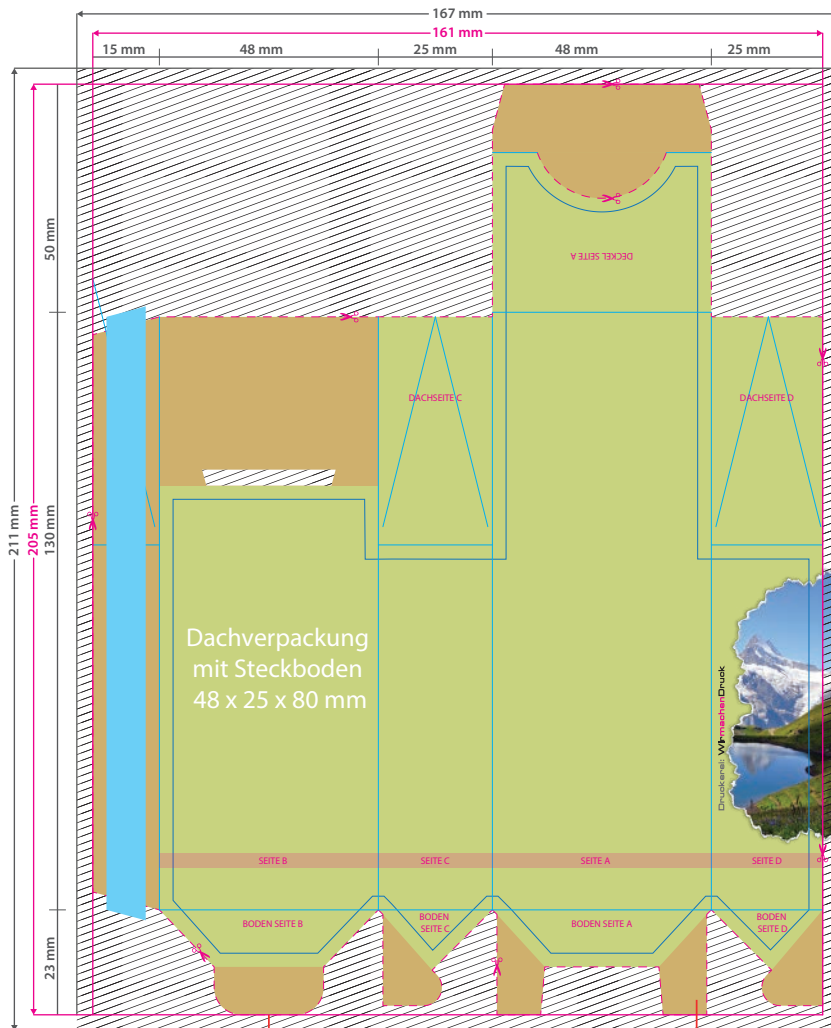 167 mm
161 mm
15 mm
48 mm
25 mm
48 mm
25 mm
50 mm
DECKEL SEITE A
DACHSEITE C
DACHSEITE D
211 mm
205 mm
130 mm
Dachverpackung
mit Steckboden
48 x 25 x 80 mm
Druckerei: WirmachenDruck
SEITE B
SEITE C
SEITE A
SEITE D
BODEN SEITE B
BODEN
SEITE C
BODEN SEITE A
BODEN
SEITE D
23 mm